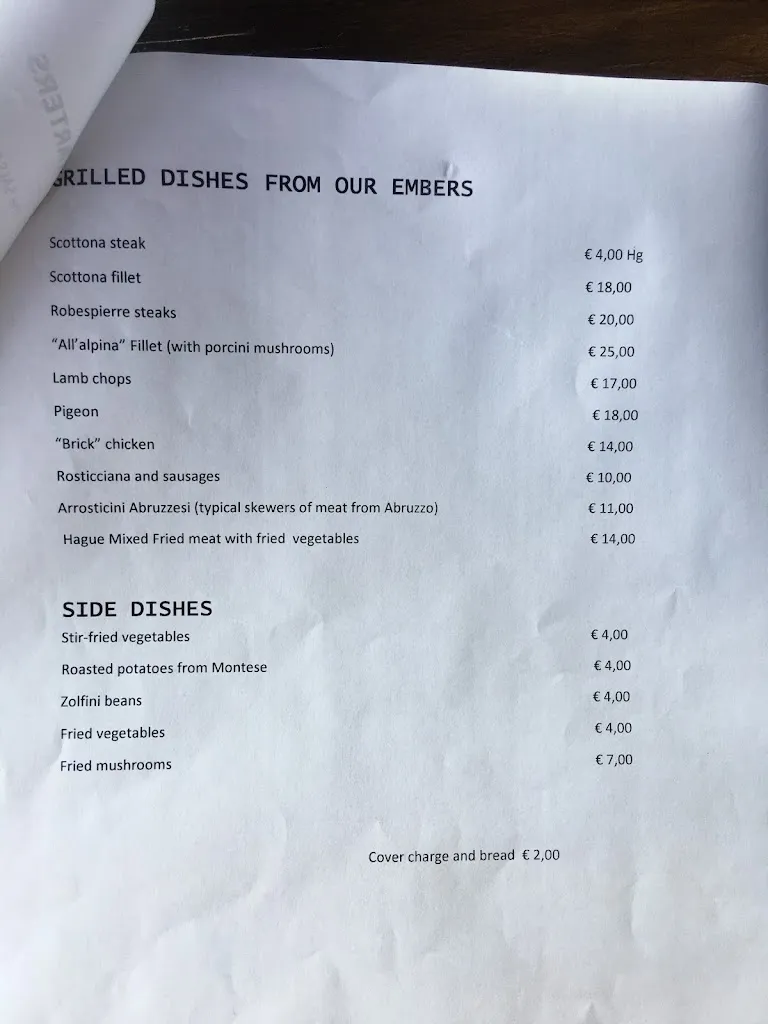 GRILLED DISHES FROM OUR EMBERS
Scottona steak € 4,00 Hg
Scottona fillet € 18,00
Robespierre steaks € 20,00
“All’alpina” Fillet (with porcini mushrooms) € 25,00
Lamb chops € 17,00
Pigeon € 18,00
“Brick” chicken € 14,00
Rosticciana and sausages € 10,00
Arrosticini Abruzzesi (typical skewers of meat from Abruzzo) € 11,00
Hague Mixed Fried meat with fried vegetables € 14,00
SIDE DISHES
Stir-fried vegetables € 4,00
Roasted potatoes from Montese € 4,00
Zolfini beans € 4,00
Fried vegetables € 4,00
Fried mushrooms € 7,00
Cover charge and bread € 2,00